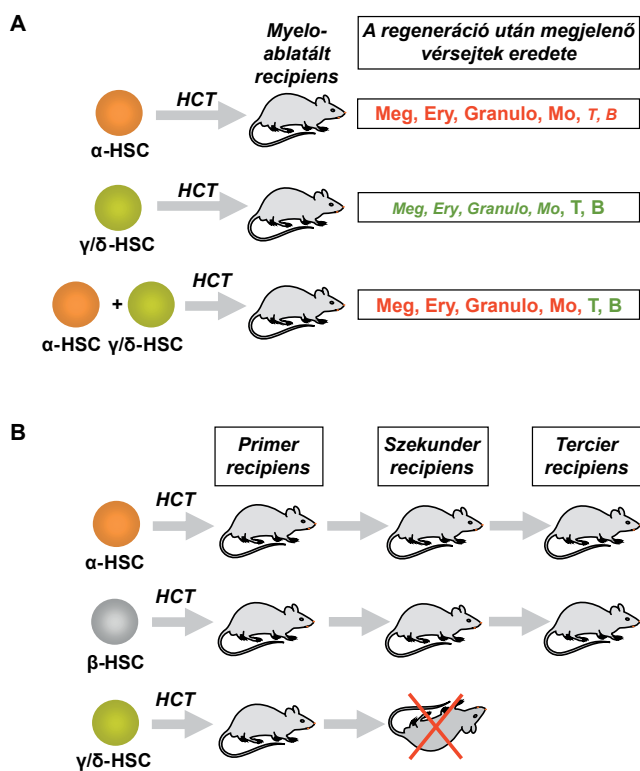 A
Myelo-
ablatált
recipiens
A regeneráció után megjelenő
vérsejtek eredete
HCT
α-HSC
Meg, Ery, Granulo, Mo, T, B
HCT
γ/δ-HSC
Meg, Ery, Granulo, Mo, T, B
HCT
+
α-HSC γ/δ-HSC
Meg, Ery, Granulo, Mo, T, B
B
Primer
recipiens
Szekunder
recipiens
Tercier
recipiens
HCT
α-HSC
HCT
β-HSC
HCT
γ/δ-HSC